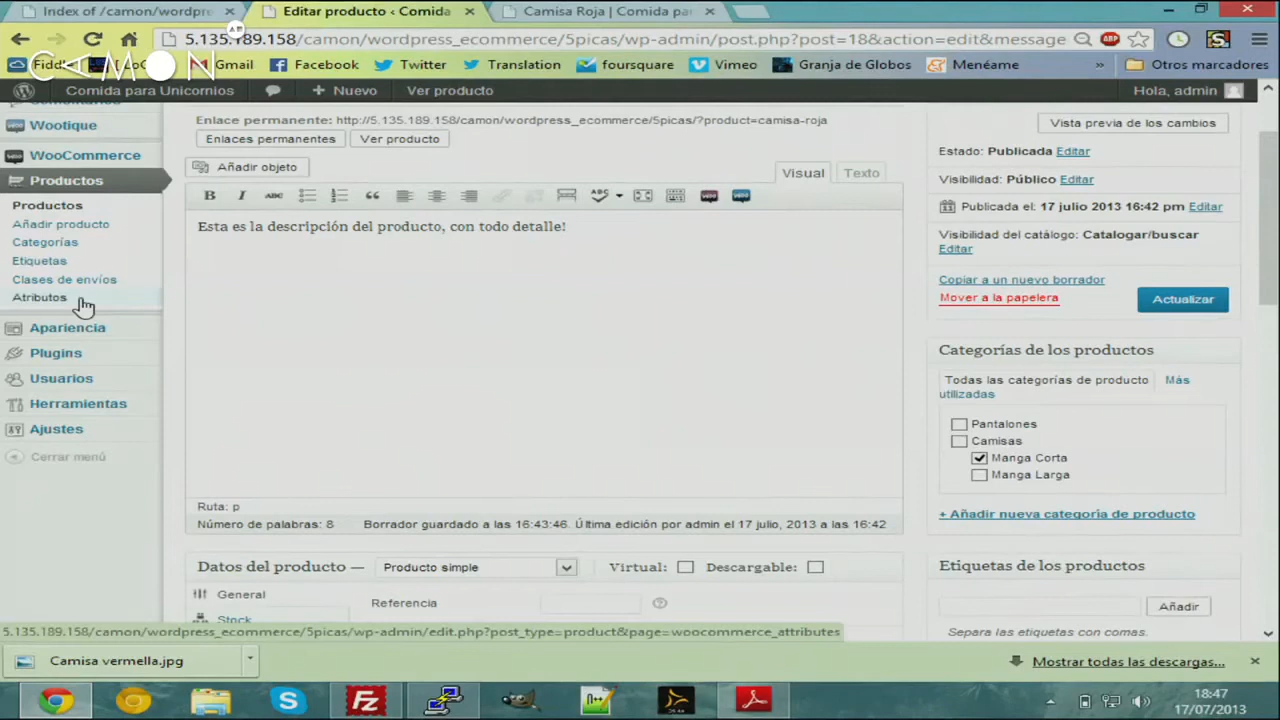 Index of /camon/wordpre
Editar producto ‹ Comida
Camisa Roja | Comida par
5.135.189.158/camon/wordpress_ecommerce/5picas/wp-admin/post.php?post=18&action=edit&message
ABP
CAMON
Fiddl
Gmail
Facebook
Twitter
Translation
foursquare
Vimeo
Granja de Globos
Menéame
»
Otros marcadores
Comida para Unicornios
+ Nuevo
Ver producto
Hola, admin
Comentarios
Wootique
WooCommerce
Productos
Productos
Añadir producto
Categorías
Etiquetas
Clases de envíos
Atributos
Apariencia
Plugins
Usuarios
Herramientas
Ajustes
Cerrar menú
Enlace permanente: http://5.135.189.158/camon/wordpress_ecommerce/5picas/?product=camisa-roja
Enlaces permanentes
Ver producto
Añadir objeto
Visual
Texto
B I ABC
Esta es la descripción del producto, con todo detalle!
Ruta: p
Número de palabras: 8
Borrador guardado a las 16:43:46. Última edición por admin el 17 julio, 2013 a las 16:42
Datos del producto —
Producto simple
Virtual:
Descargable:
General
Stock
Referencia
Vista previa de los cambios
Estado: Publicada Editar
Visibilidad: Público Editar
Publicada el: 17 julio 2013 16:42 pm Editar
Visibilidad del catálogo: Catalogar/buscar
Editar
Copiar a un nuevo borrador
Mover a la papelera
Actualizar
Categorías de los productos
Todas las categorías de producto
Más
utilizadas
Pantalones
Camisas
Manga Corta
Manga Larga
+ Añadir nueva categoría de producto
Etiquetas de los productos
Añadir
Separa las etiquetas con comas.
5.135.189.158/camon/wordpress_ecommerce/5picas/wp-admin/edit.php?post_type=product&page=woocommerce_attributes
Camisa vermella.jpg
Mostrar todas las descargas...
18:47
17/07/2013